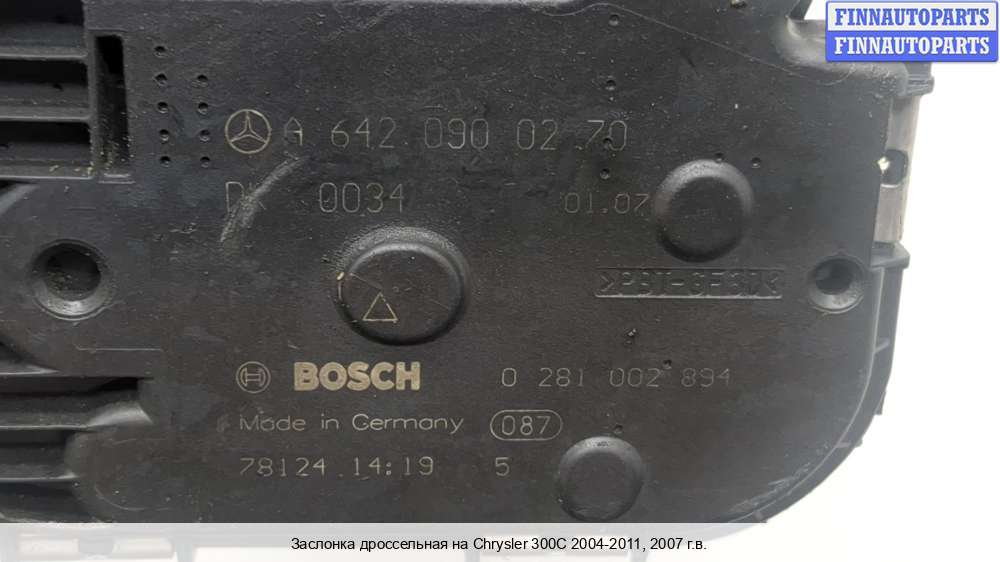 FINNAUTOPARTS
FINNAUTOPARTS
A 642 090 02 70
DK 0034 01.07
>PBT-GF30<
BOSCH 0 281 002 894
Made in Germany 087
78124 14:19 5
Заслонка дроссельная на Chrysler 300C 2004-2011, 2007 г.в.